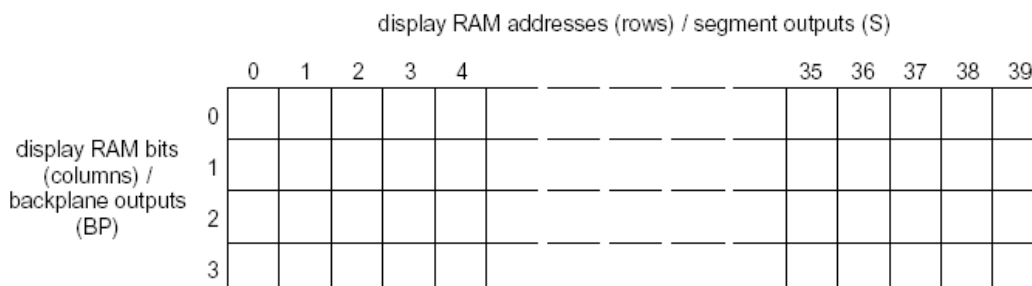 display RAM addresses (rows) / segment outputs (S)
0 1 2 3 4 35 36 37 38 39
0
display RAM bits
1
(columns) /
backplane outputs
2
(BP)
3